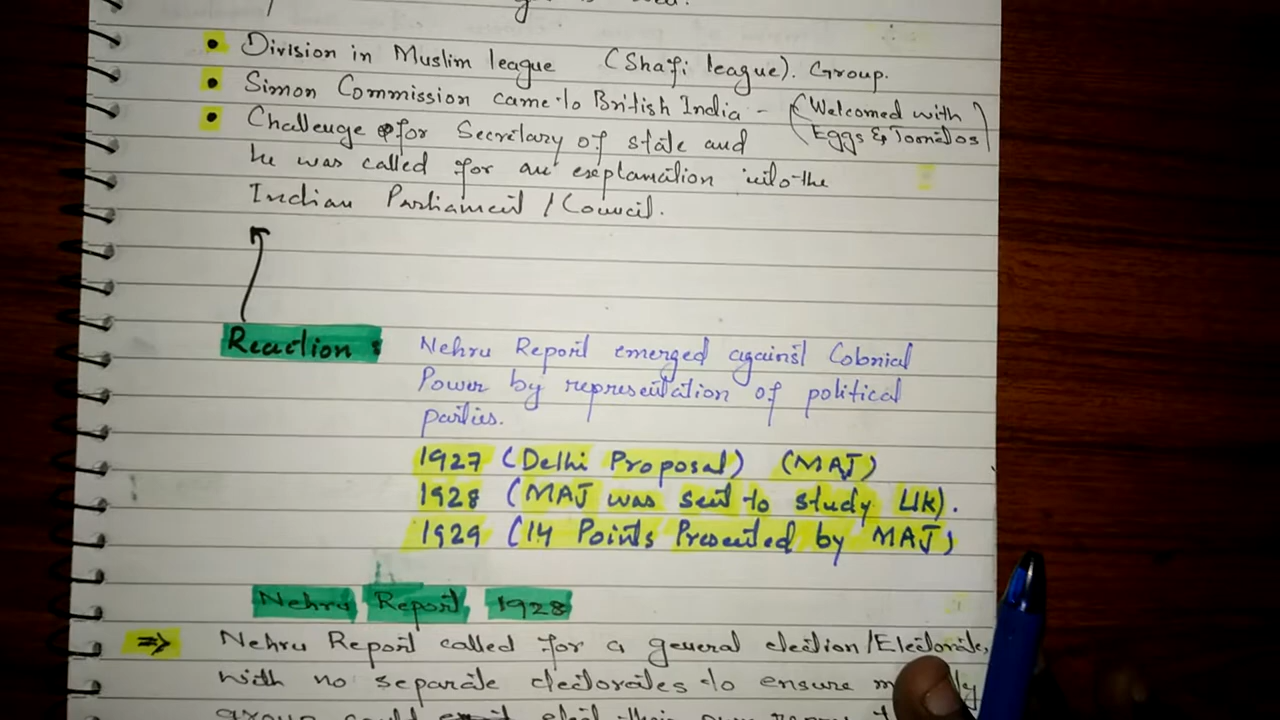 Division in Muslim league (Shafi league). Group.
Simon Commission came to British India - (Welcomed with
Eggs & Tomatos)
Challenge for Secretary of state and
he was called for an explanation into the
Indian Parliament / Council.
Reaction : Nehru Report emerged against Colonial
Power by representation of political
parties.
1927 (Delhi Proposal) (MAJ)
1928 (MAJ was sent to study UK).
1929 (14 Points Presented by MAJ)
Nehru Report 1928
⇒ Nehru Report called for a general election/Electorate,
with no separate electorates to ensure
group could